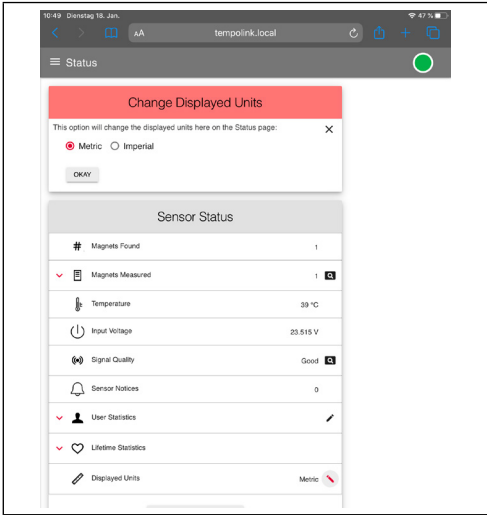 10:49 Dienstag 18. Jan.
47 %
AA
tempolink.local
Status
Change Displayed Units
This option will change the displayed units here on the Status page:
Metric
Imperial
OKAY
Sensor Status
# Magnets Found 1
Magnets Measured 1
Temperature 39 °C
Input Voltage 23.515 V
Signal Quality Good
Sensor Notices 0
User Statistics
Lifetime Statistics
Displayed Units Metric